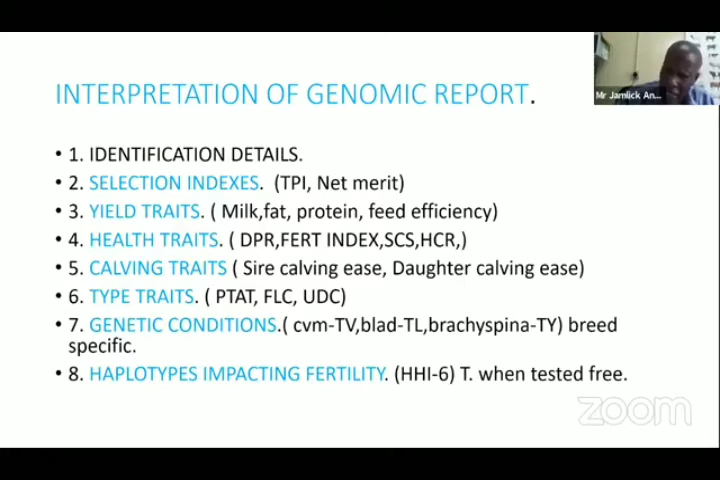 Mr Jamlick An...
INTERPRETATION OF GENOMIC REPORT.
• 1. IDENTIFICATION DETAILS.
• 2. SELECTION INDEXES. (TPI, Net merit)
• 3. YIELD TRAITS. ( Milk,fat, protein, feed efficiency)
• 4. HEALTH TRAITS. ( DPR,FERT INDEX,SCS,HCR,)
• 5. CALVING TRAITS ( Sire calving ease, Daughter calving ease)
• 6. TYPE TRAITS. ( PTAT, FLC, UDC)
• 7. GENETIC CONDITIONS.( cvm-TV,blad-TL,brachyspina-TY) breed
specific.
• 8. HAPLOTYPES IMPACTING FERTILITY. (HHI-6) T. when tested free.
zoom